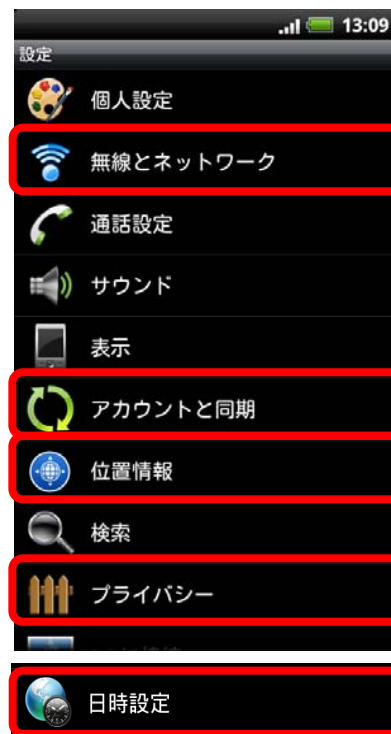 13:09
設定
個人設定
無線とネットワーク
通話設定
サウンド
表示
アカウントと同期
位置情報
検索
プライバシー
日時設定